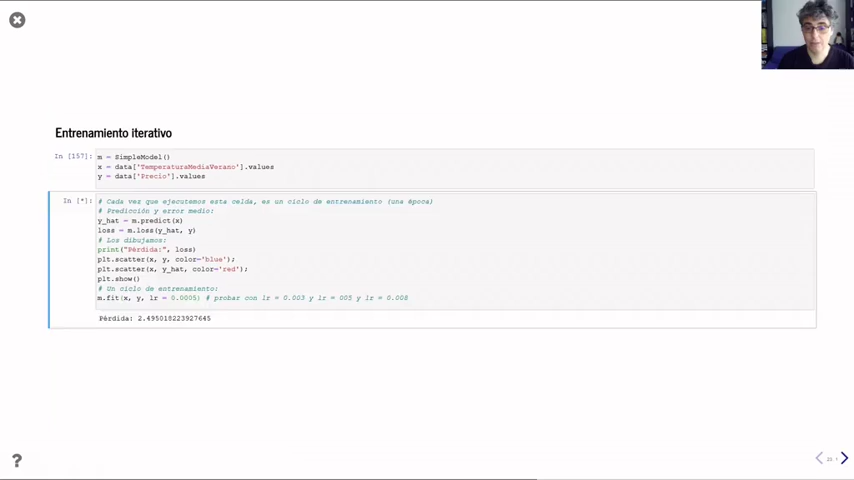 Entrenamiento iterativo
In [157]: m = SimpleModel()
x = data['TemperaturaMediaVerano'].values
y = data['Precio'].values
In [*]: # Cada vez que ejecutemos esta celda, es un ciclo de entrenamiento (una época)
# Predicción y error medio:
y_hat = m.predict(x)
loss = m.loss(y_hat, y)
# Los dibujamos:
print("Pérdida:", loss)
plt.scatter(x, y, color='blue');
plt.scatter(x, y_hat, color='red');
plt.show()
# Un ciclo de entrenamiento:
m.fit(x, y, lr = 0.0005) # probar con lr = 0.003 y lr = 005 y lr = 0.008
Pérdida: 2.495018223927645
?